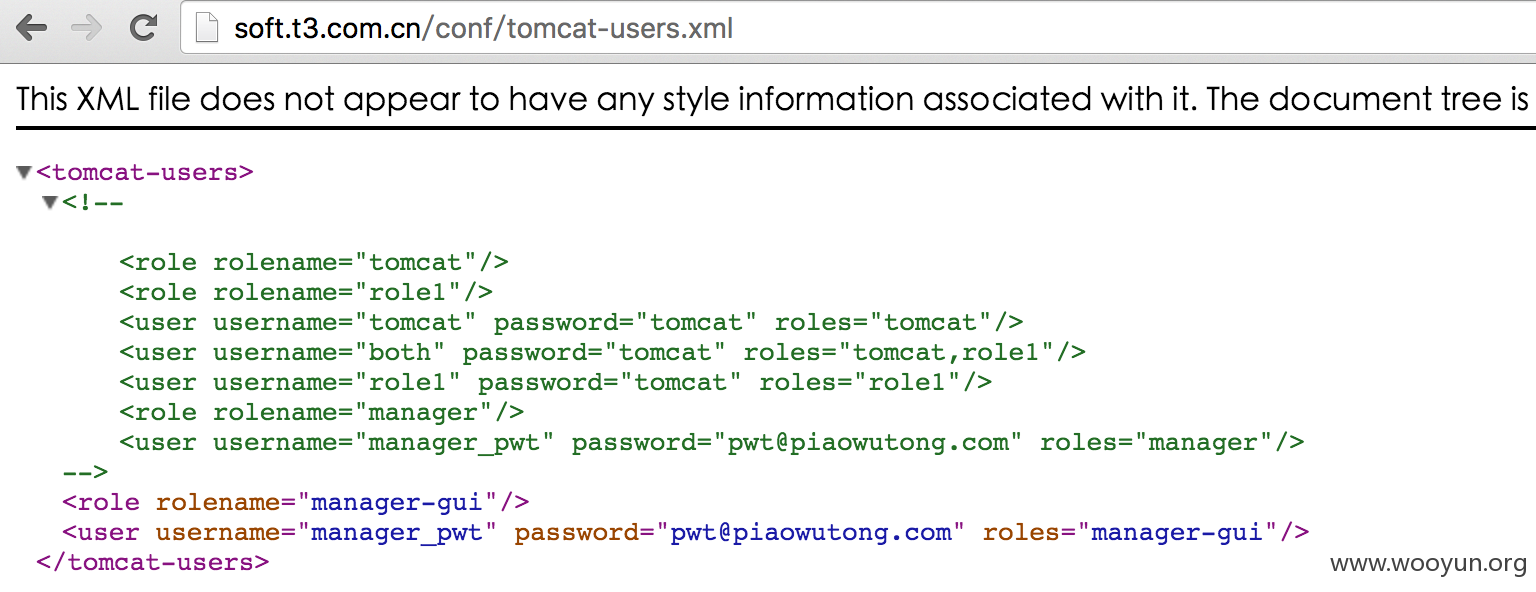 soft.t3.com.cn/conf/tomcat-users.xml
This XML file does not appear to have any style information associated with it. The document tree is
<tomcat-users>
<!--
<role rolename="tomcat"/>
<role rolename="role1"/>
<user username="tomcat" password="tomcat" roles="tomcat"/>
<user username="both" password="tomcat" roles="tomcat,role1"/>
<user username="role1" password="tomcat" roles="role1"/>
<role rolename="manager"/>
<user username="manager_pwt" password="pwt@piaowutong.com" roles="manager"/>
-->
<role rolename="manager-gui"/>
<user username="manager_pwt" password="pwt@piaowutong.com" roles="manager-gui"/>
</tomcat-users>
www.wooyun.org